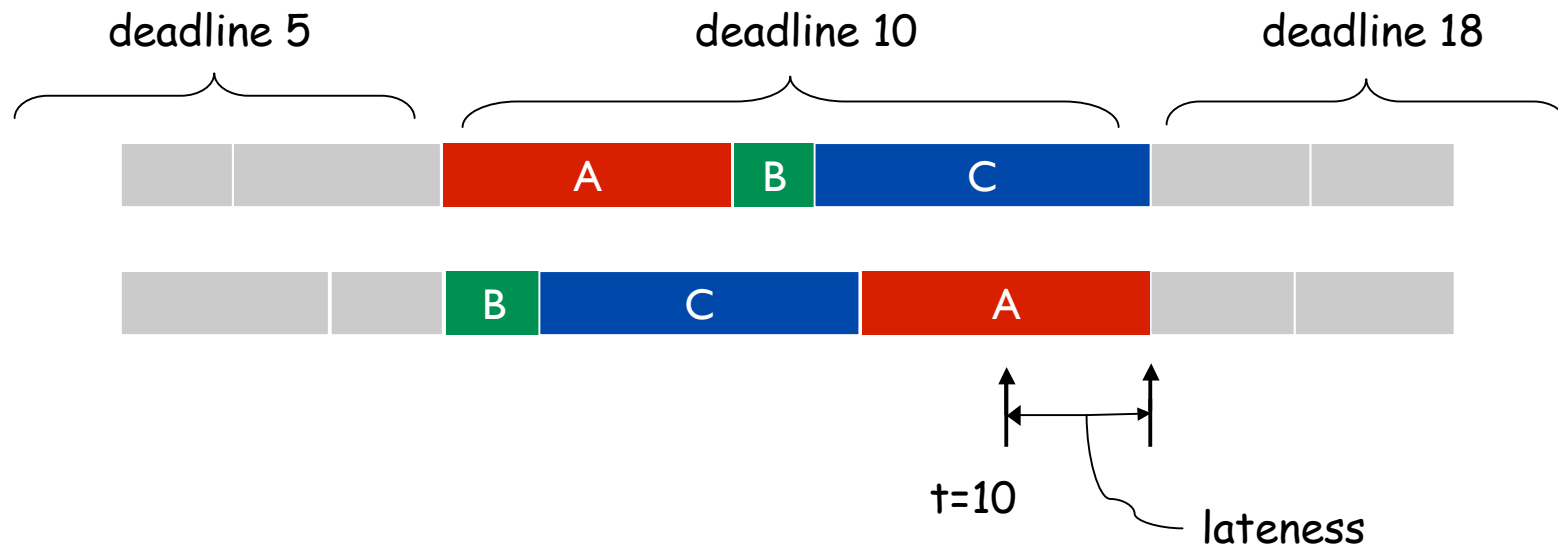 deadline 5 deadline 10 deadline 18
A B C
B C A
t=10
lateness